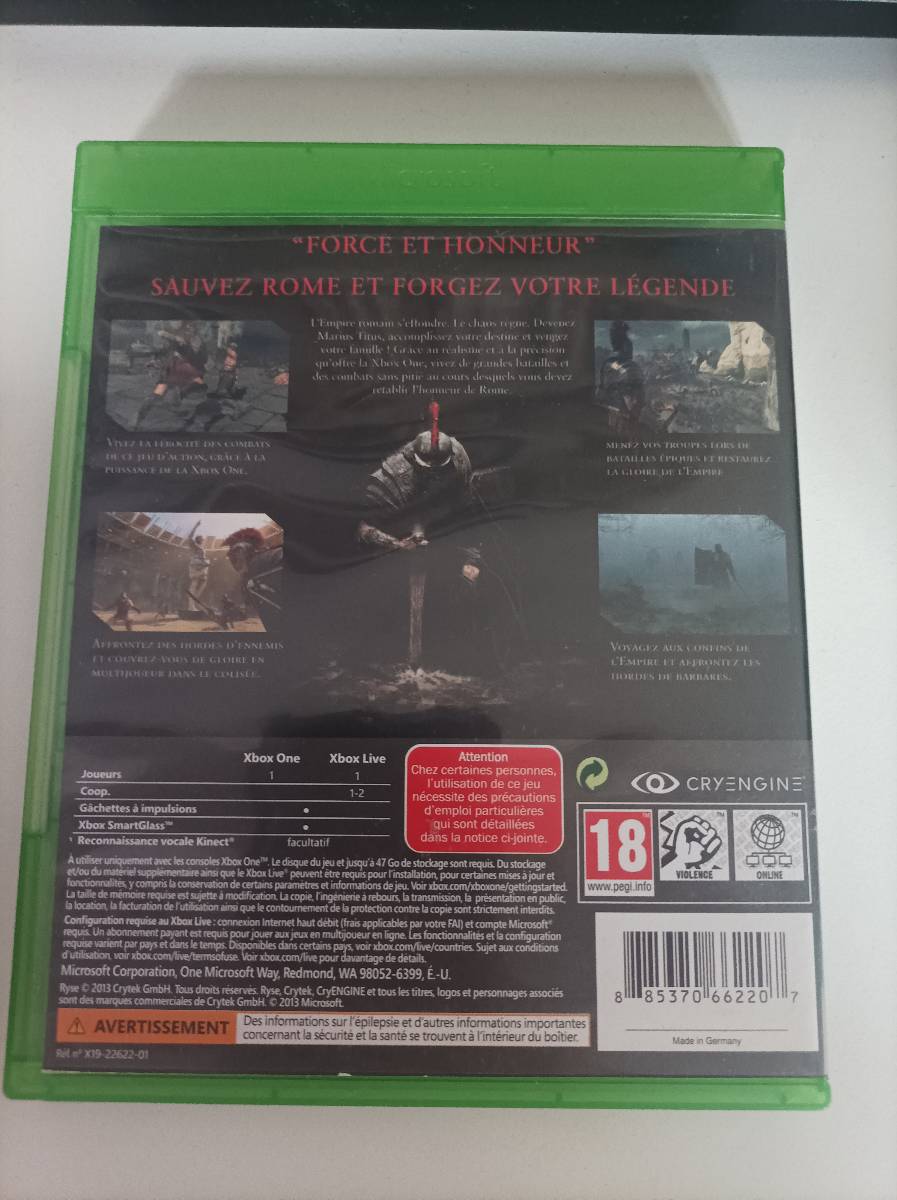 Microsoft
“FORCE ET HONNEUR”
SAUVEZ ROME ET FORGEZ VOTRE LÉGENDE
L'Empire romain s'effondre. Le chaos règne. Devenez
Marius Titus, accomplissez votre destinée et vengez
votre famille ! Grâce au réalisme et à la précision
qu'offre la Xbox One, vivez de grandes batailles et
des combats sans pitié au cours desquels vous devez
rétablir l'honneur de Rome.
VIVEZ LA FÉROCITÉ DES COMBATS
DE CE JEU D'ACTION, GRÂCE À LA
PUISSANCE DE LA XBOX ONE.
MENEZ VOS TROUPES LORS DE
BATAILLES ÉPIQUES ET RESTAUREZ
LA GLOIRE DE L'EMPIRE
AFFRONTEZ DES HORDES D'ENNEMIS
ET COUVREZ-VOUS DE GLOIRE EN
MULTIJOUEUR DANS LE COLISÉE.
VOYAGEZ AUX CONFINS DE
L'EMPIRE ET AFFRONTEZ LES
HORDES DE BARBARES.
Xbox One Xbox Live
Joueurs 1 1
Coop. 1-2
Gâchettes à impulsions •
Xbox SmartGlass™ •
Reconnaissance vocale Kinect® facultatif
Attention
Chez certaines personnes,
l'utilisation de ce jeu
nécessite des précautions
d'emploi particulières
qui sont détaillées
dans la notice ci-jointe.
CRYENGINE®
18
www.pegi.info
VIOLENCE
ONLINE
À utiliser uniquement avec les consoles Xbox One™. Le disque du jeu et jusqu'à 47 Go de stockage sont requis. Du stockage
et/ou du matériel supplémentaire ainsi que le Xbox Live® peuvent être requis pour l'installation, pour certaines mises à jour et
fonctionnalités, y compris la conservation de certains paramètres et informations de jeu. Voir xbox.com/xboxone/gettingstarted.
La taille de mémoire requise est sujette à modification. La copie, l'ingénierie à rebours, la transmission, la présentation en public,
la location, la facturation de l'utilisation ainsi que le contournement de la protection contre la copie sont strictement interdits.
Configuration requise au Xbox Live : connexion Internet haut débit (frais applicables par votre FAI) et compte Microsoft®
requis. Un abonnement payant est requis pour jouer aux jeux en multijoueur en ligne. Les fonctionnalités et la configuration
requise varient par pays et dans le temps. Disponibles dans certains pays, voir xbox.com/live/countries. Sujet aux conditions
d'utilisation, voir xbox.com/live/termsofuse. Voir xbox.com/live pour davantage de détails.
Microsoft Corporation, One Microsoft Way, Redmond, WA 98052-6399, É.-U.
Ryse © 2013 Crytek GmbH. Tous droits réservés. Ryse, Crytek, CryENGINE et tous les titres, logos et personnages associés
sont des marques commerciales de Crytek GmbH. © 2013 Microsoft.
AVERTISSEMENT
Des informations sur l'épilepsie et d'autres informations importantes
concernant la sécurité et la santé se trouvent à l'intérieur du boîtier.
Réf. n° X19-22622-01
8 85370 66220 7
Made in Germany